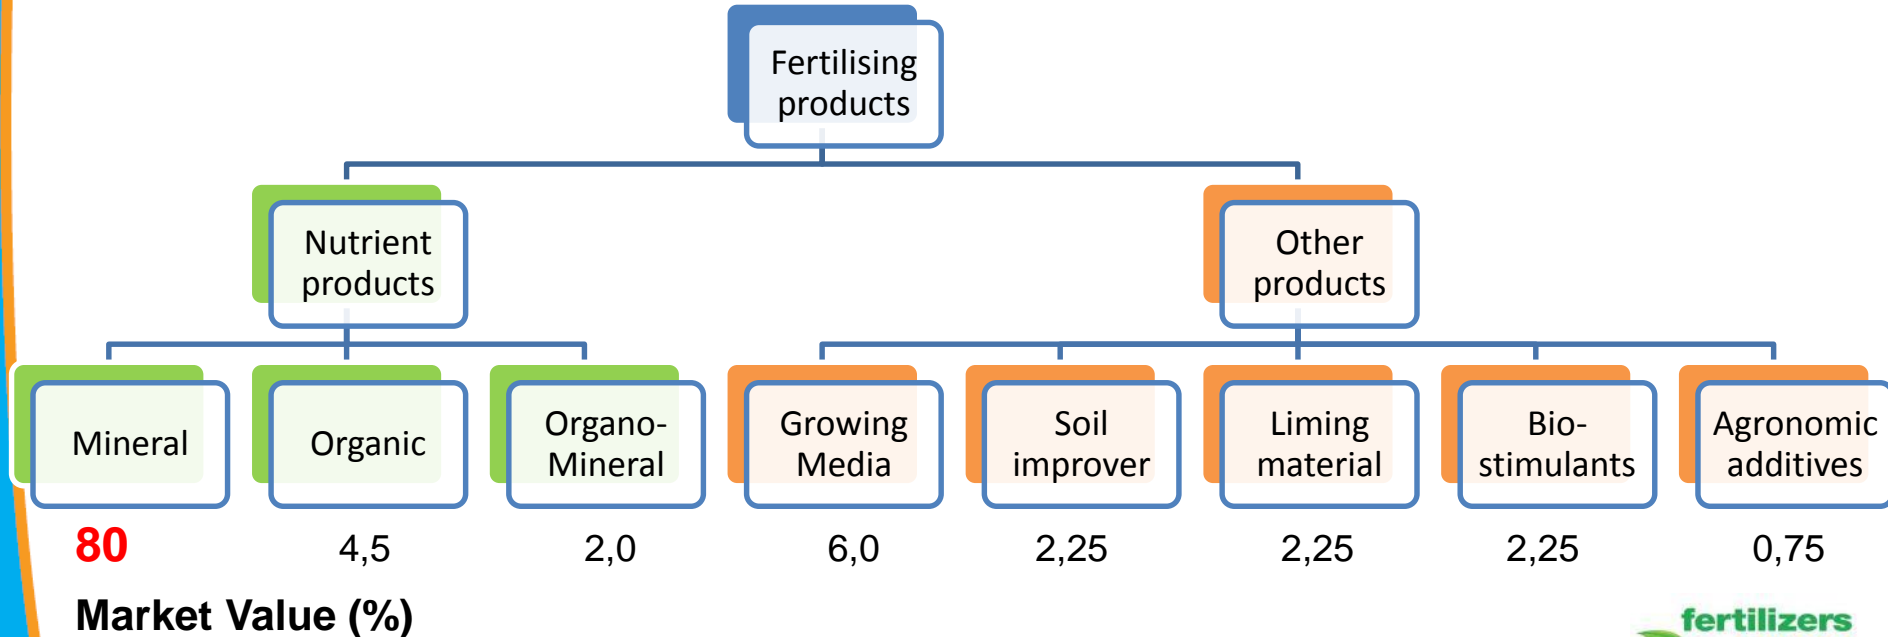 Fertilising
products
Nutrient
products
Other
products
Mineral
Organic
Organo-
Mineral
Growing
Media
Soil
improver
Liming
material
Bio-
stimulants
Agronomic
additives
80 4,5 2,0 6,0 2,25 2,25 2,25 0,75
Market Value (%)
fertilizers